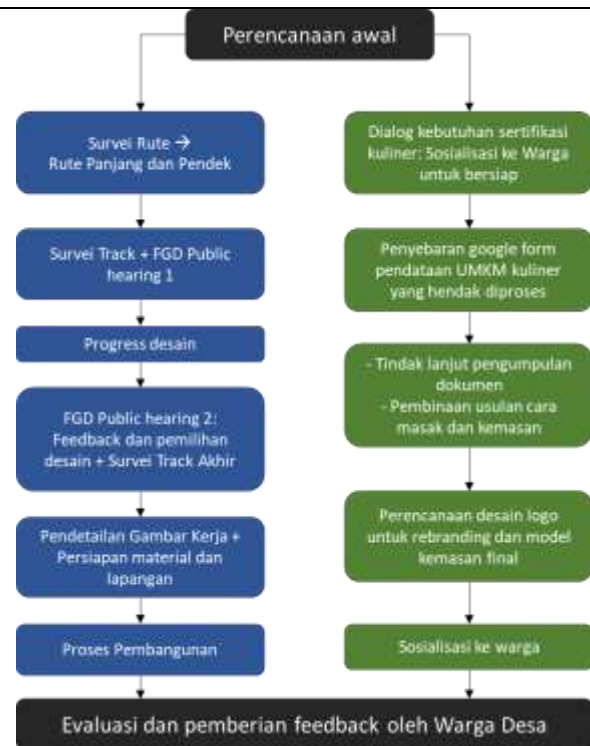 Perencanaan awal
Survei Rute →
Rute Panjang dan Pendek
Survei Track + FGD Public
hearing 1
Progress desain
FGD Public hearing 2:
Feedback dan pemilihan
desain + Survei Track Akhir
Pendetailan Gambar Kerja +
Persiapan material dan
lapangan
Proses Pembangunan
Dialog kebutuhan sertifikasi
kuliner: Sosialisasi ke Warga
untuk bersiap
Penyebaran google form
pendataan UMKM kuliner
yang hendak diproses
- Tindak lanjut pengumpulan
dokumen
- Pembinaan usulan cara
masak dan kemasan
Perencanaan desain logo
untuk rebranding dan model
kemasan final
Sosialisasi ke warga
Evaluasi dan pemberian feedback oleh Warga Desa